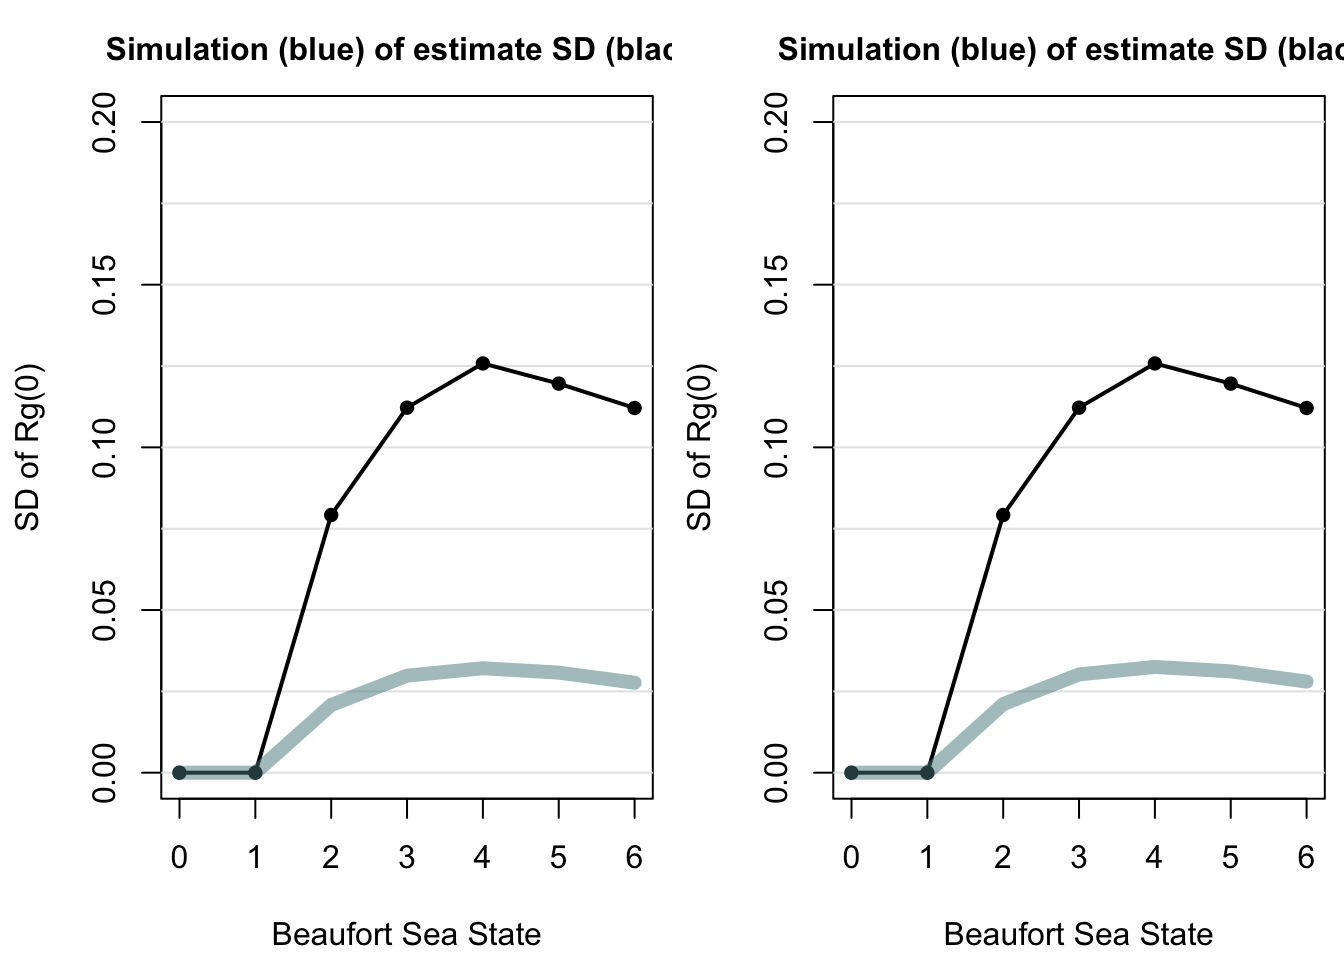 Simulation (blue) of estimate SD (blac
SD of Rg(0)
0.20
0.15
0.10
0.05
0.00
0 1 2 3 4 5 6
Beaufort Sea State
Simulation (blue) of estimate SD (blac
SD of Rg(0)
0.20
0.15
0.10
0.05
0.00
0 1 2 3 4 5 6
Beaufort Sea State